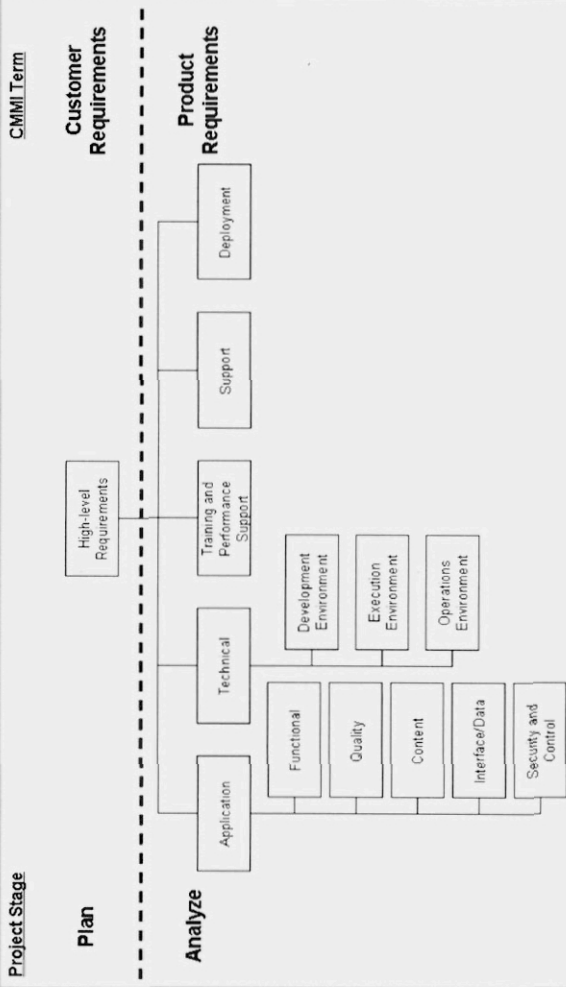 Project Stage
CMMI Term
Plan
High-level
Requirements
Customer
Requirements
Analyze
Product
Requirements
Application
Technical
Training and
Performance
Support
Support
Deployment
Functional
Quality
Content
Interface/Data
Security and
Control
Development
Environment
Execution
Environment
Operations
Environment